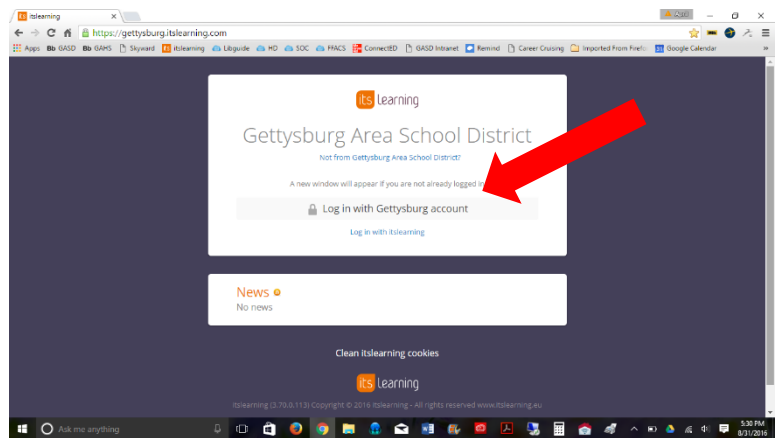 itslearning
https://gettysburg.itslearning.com
Apps Bb GASD Bb GAHS Skyward itslearning Libguide HD SOC FFACS ConnectED GASD Intranet Remind Career Cruising Imported From Firefo Google Calendar
its Learning
Gettysburg Area School District
Not from Gettysburg Area School District?
A new window will appear if you are not already logged in
Log in with Gettysburg account
Log in with itslearning
News
No news
Clean itslearning cookies
its Learning
itslearning (3.70.0.113) Copyright © 2016 itslearning - All rights reserved www.itslearning.eu
Ask me anything
5:30 PM
8/31/2016